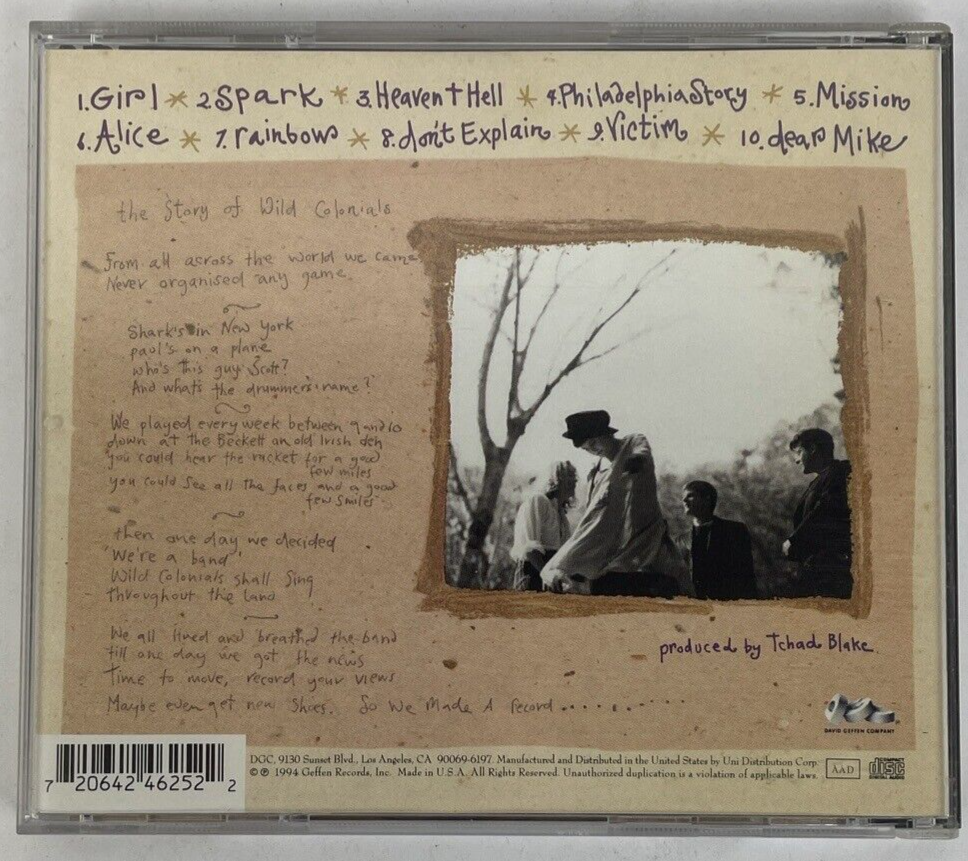 1. Girl * 2 Spark * 3. Heaven + Hell * 4. Philadelphia Story * 5. Mission
6. Alice * 7. rainbow * 8. don't Explain * 9. Victim * 10. dear Mike
the Story of Wild Colonials
From all across the world we came
Never organised any game
Shark's in New York
paul's on a plane
who's this guy Scott?
And what's the drummer's name?
We played every week between 9 and 10
down at the Beckett an old Irish den
you could hear the racket for a good
few miles
you could see all the faces and a good
few smiles
then one day we decided
'We're a band'
Wild Colonials shall sing
throughout the land
We all lived and breathed the band
till one day we got the news
Time to move, record your views
Maybe even get new shoes. So We Made A record..........
produced by Tchad Blake
DAVID GEFFEN COMPANY
DGC, 9130 Sunset Blvd., Los Angeles, CA 90069-6197. Manufactured and Distributed in the United States by Uni Distribution Corp.
© ℗ 1994 Geffen Records, Inc. Made in U.S.A. All Rights Reserved. Unauthorized duplication is a violation of applicable laws.
AAD
COMPACT disc DIGITAL AUDIO
7 20642 46252 2